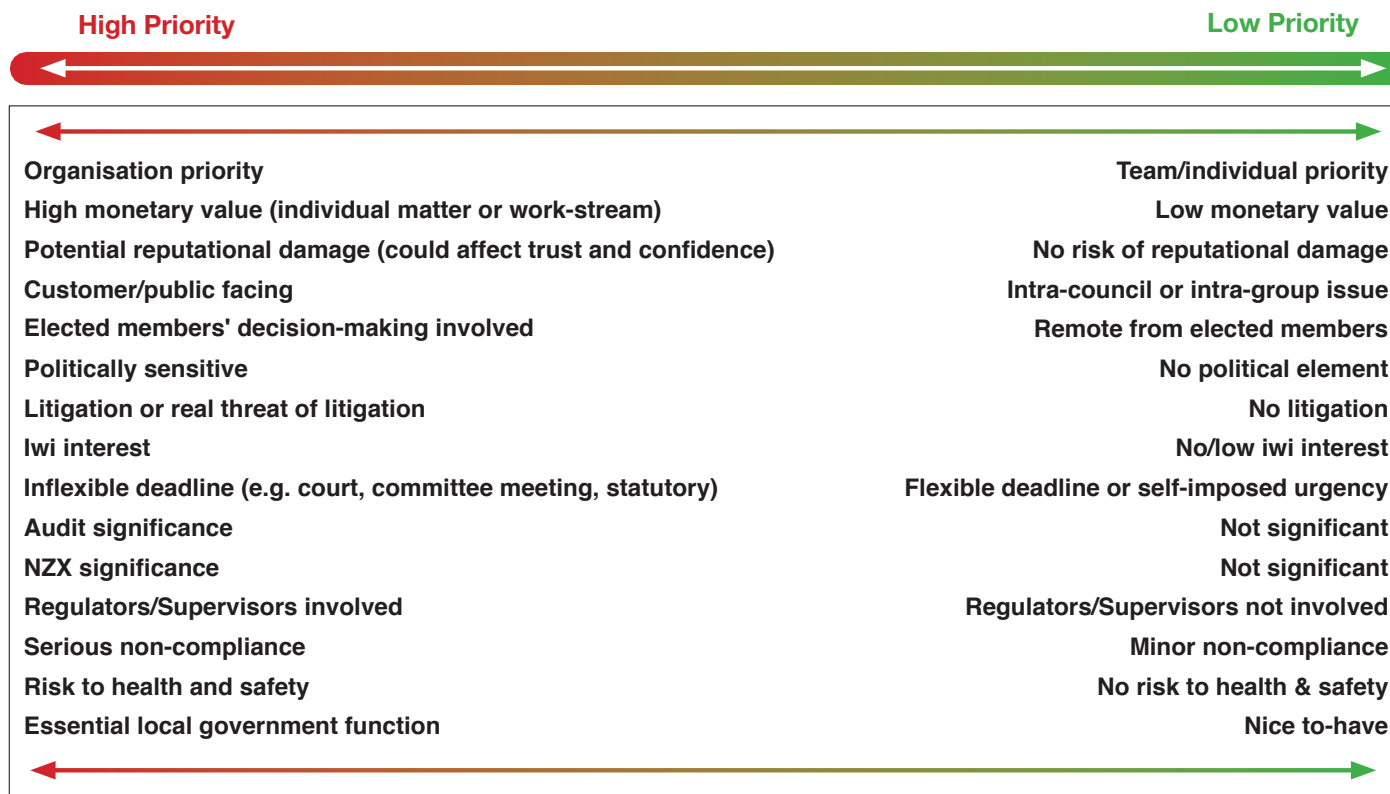 High Priority Low Priority
Organisation priority Team/individual priority
High monetary value (individual matter or work-stream) Low monetary value
Potential reputational damage (could affect trust and confidence) No risk of reputational damage
Customer/public facing Intra-council or intra-group issue
Elected members' decision-making involved Remote from elected members
Politically sensitive No political element
Litigation or real threat of litigation No litigation
Iwi interest No/low iwi interest
Inflexible deadline (e.g. court, committee meeting, statutory) Flexible deadline or self-imposed urgency
Audit significance Not significant
NZX significance Not significant
Regulators/Supervisors involved Regulators/Supervisors not involved
Serious non-compliance Minor non-compliance
Risk to health and safety No risk to health & safety
Essential local government function Nice to-have